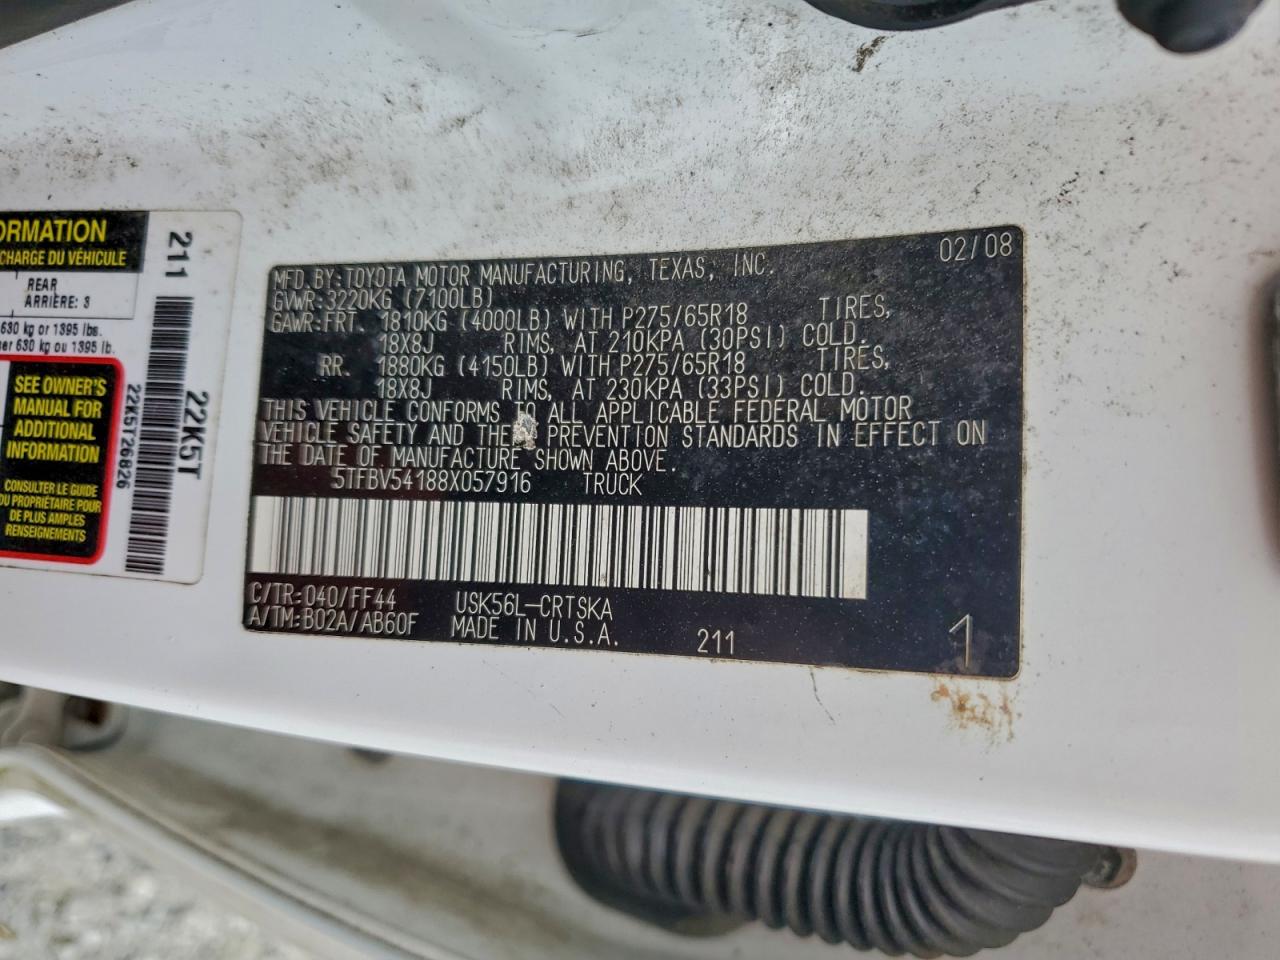 ORMATION
CHARGE DU VÉHICULE
REAR
ARRIÈRE: 3
630 kg or 1395 lbs.
ser 630 kg ou 1395 lb.
SEE OWNER'S
MANUAL FOR
ADDITIONAL
INFORMATION
CONSULTER LE GUIDE
DU PROPRIÉTAIRE POUR
DE PLUS AMPLES
RENSEIGNEMENTS
211
22K5T
22K5T26826
02/08
MFD.BY:TOYOTA MOTOR MANUFACTURING, TEXAS, INC.
GVWR:3220KG (7100LB)
GAWR:FRT. 1810KG (4000LB) WITH P275/65R18 TIRES,
18X8J RIMS, AT 210KPA (30PSI) COLD.
RR. 1880KG (4150LB) WITH P275/65R18 TIRES,
18X8J RIMS, AT 230KPA (33PSI) COLD.
THIS VEHICLE CONFORMS TO ALL APPLICABLE FEDERAL MOTOR
VEHICLE SAFETY AND THEF PREVENTION STANDARDS IN EFFECT ON
THE DATE OF MANUFACTURE SHOWN ABOVE.
5TFBV54188X057916 TRUCK
C/TR:040/FF44 USK56L-CRTSKA
A/TM:B02A/AB60F MADE IN U.S.A. 211 1